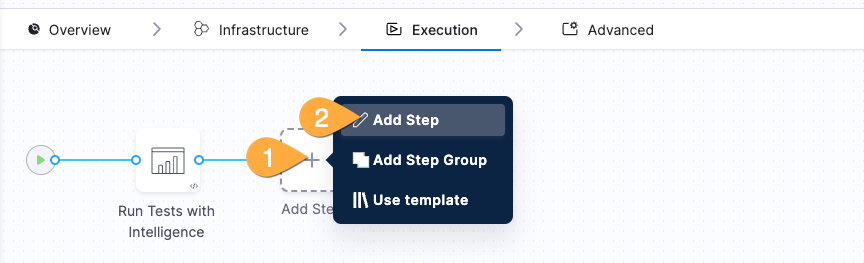 Overview
Infrastructure
Execution
Advanced
2
Add Step
1
Add Step Group
Use template
Run Tests with
Intelligence
Add Ste